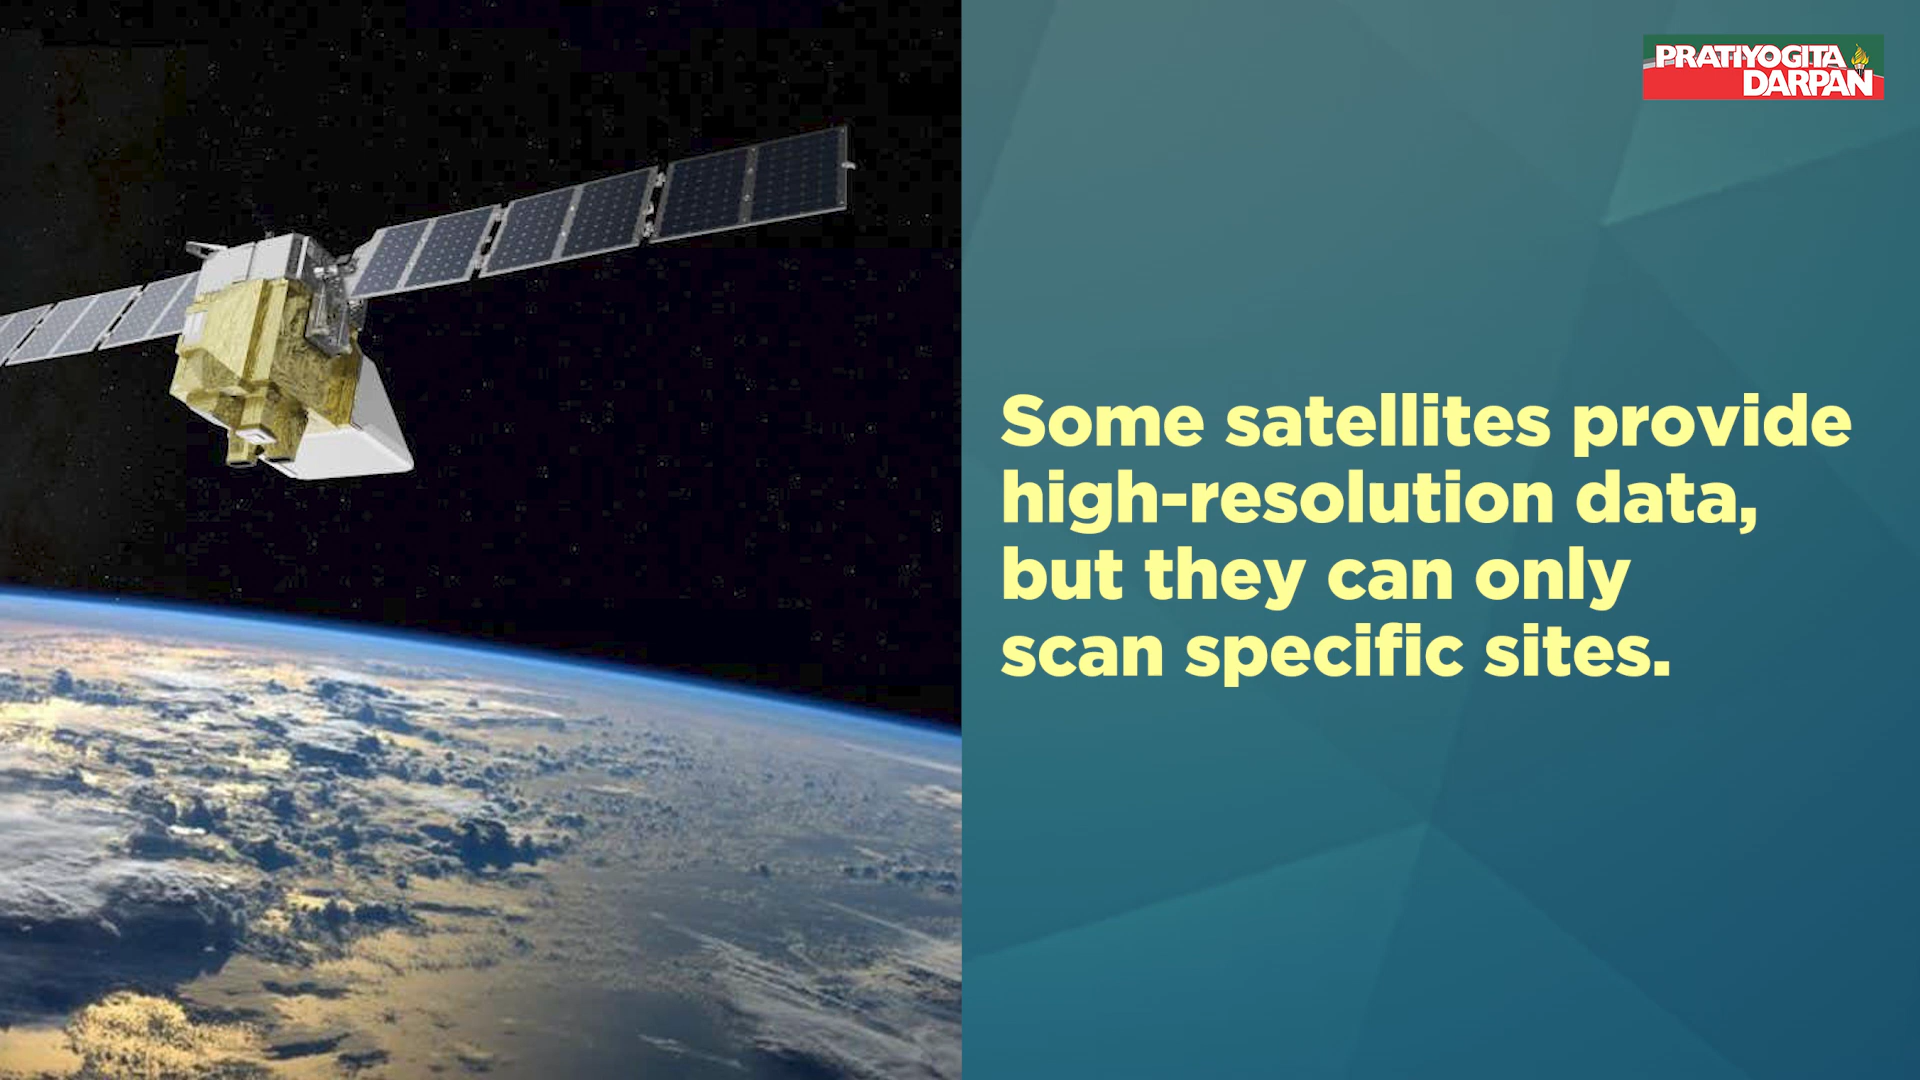 PRATIYOGITA
DARPAN
Some satellites provide
high-resolution data,
but they can only
scan specific sites.